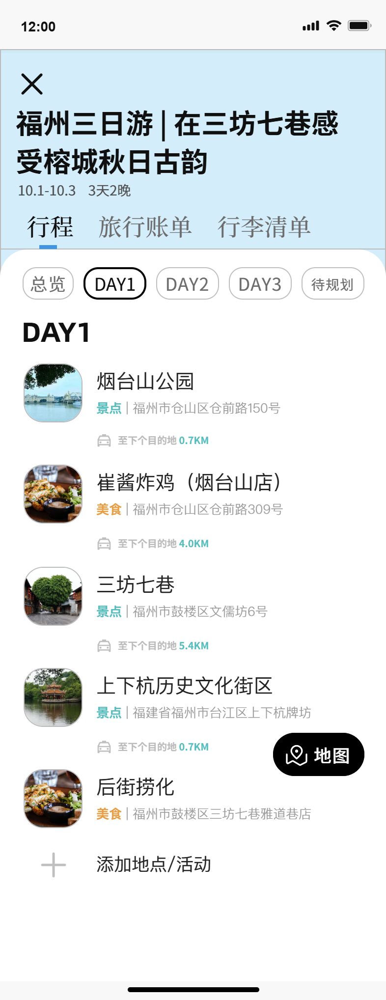 12:00
福州三日游 | 在三坊七巷感
受榕城秋日古韵
10.1-10.3 3天2晚
行程 旅行账单 行李清单
总览 DAY1 DAY2 DAY3 待规划
DAY1
烟台山公园
景点 | 福州市仓山区仓前路150号
至下个目的地 0.7KM
崔酱炸鸡（烟台山店）
美食 | 福州市仓山区仓前路309号
至下个目的地 4.0KM
三坊七巷
景点 | 福州市鼓楼区文儒坊6号
至下个目的地 5.4KM
上下杭历史文化街区
景点 | 福建省福州市台江区上下杭牌坊
至下个目的地 0.7KM
地图
后街捞化
美食 | 福州市鼓楼区三坊七巷雅道巷店
添加地点/活动